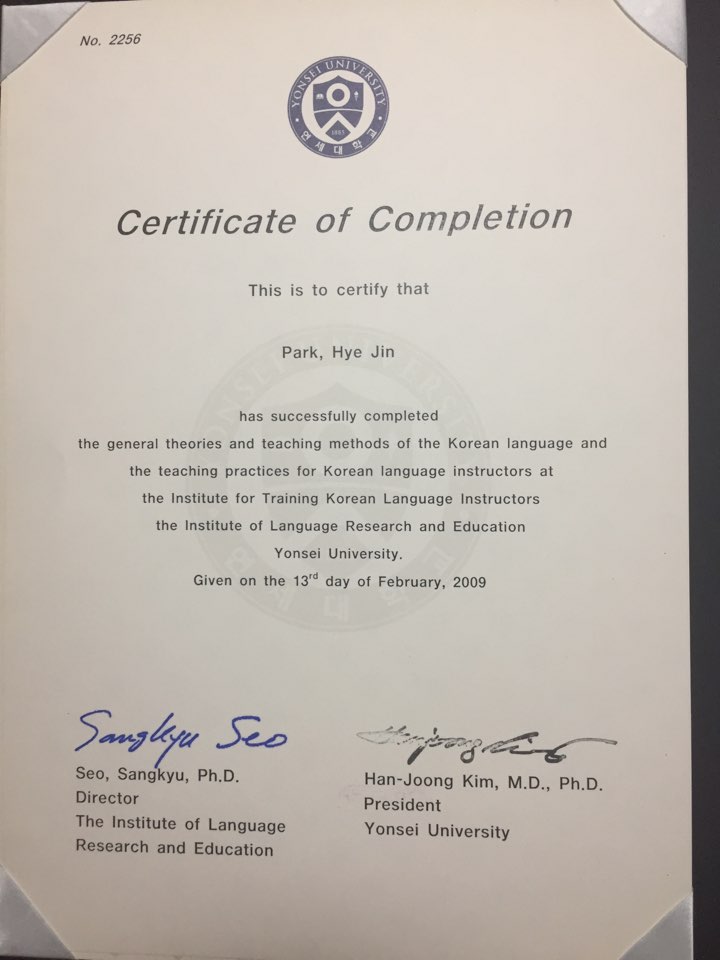 No. 2256
YONSEI UNIVERSITY
1885
연세대학교
Certificate of Completion
This is to certify that
Park, Hye Jin
has successfully completed
the general theories and teaching methods of the Korean language and
the teaching practices for Korean language instructors at
the Institute for Training Korean Language Instructors
the Institute of Language Research and Education
Yonsei University.
Given on the 13rd day of February, 2009
Sangkyu Seo
Seo, Sangkyu, Ph.D.
Director
The Institute of Language
Research and Education
Han-Joong Kim, M.D., Ph.D.
President
Yonsei University